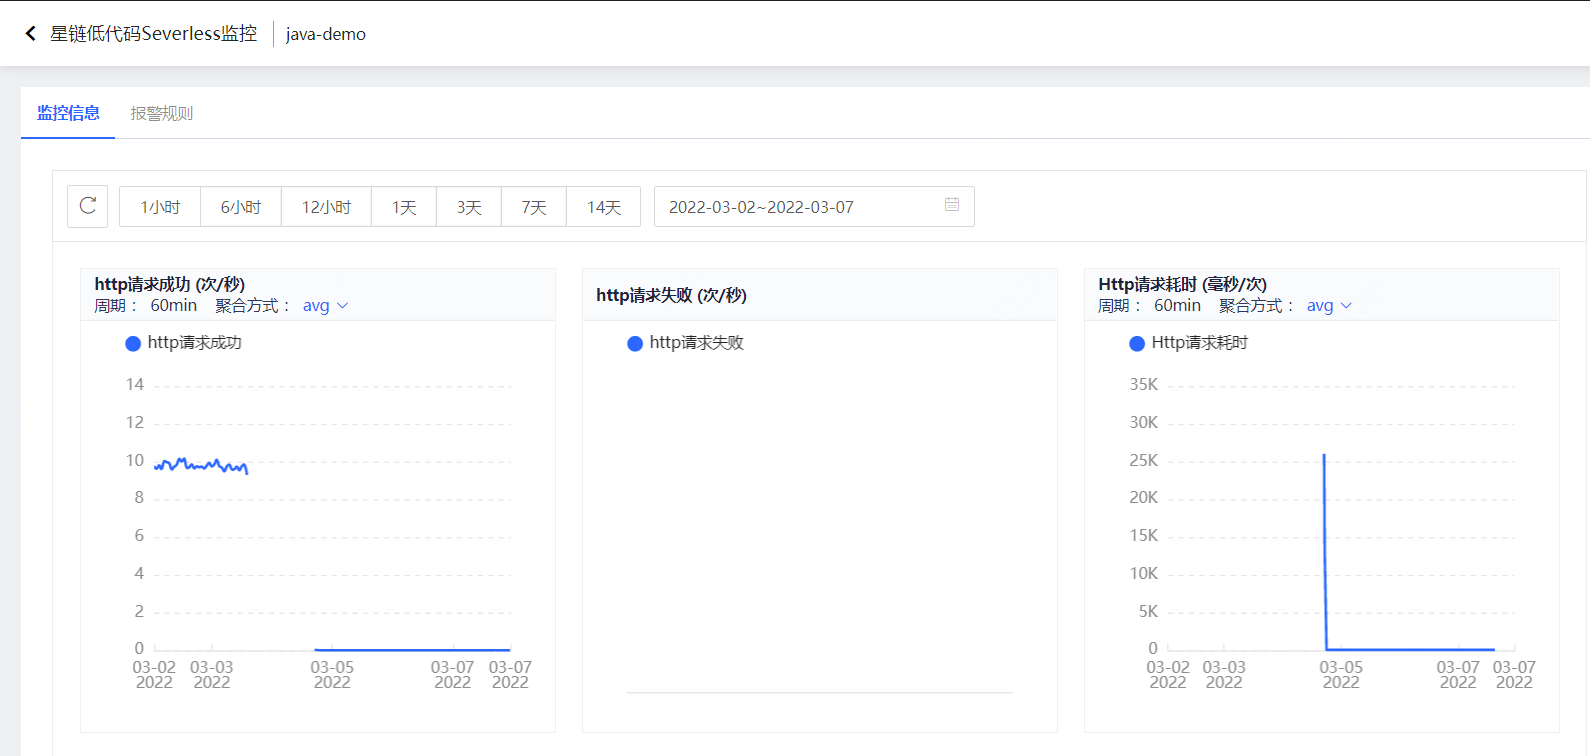 星链低代码Severless监控 java-demo
监控信息 报警规则
1小时 6小时 12小时 1天 3天 7天 14天 2022-03-02~2022-03-07
http请求成功 (次/秒)
周期： 60min 聚合方式： avg
http请求成功
14
12
10
8
6
4
2
0
03-02 03-03 03-05 03-07 03-07
2022 2022 2022 2022 2022
http请求失败 (次/秒)
http请求失败
Http请求耗时 (毫秒/次)
周期： 60min 聚合方式： avg
Http请求耗时
35K
30K
25K
20K
15K
10K
5K
0
03-02 03-03 03-05 03-07 03-07
2022 2022 2022 2022 2022